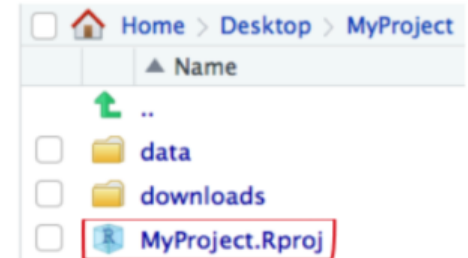 Home > Desktop > MyProject
▲ Name
..
data
downloads
R MyProject.Rproj